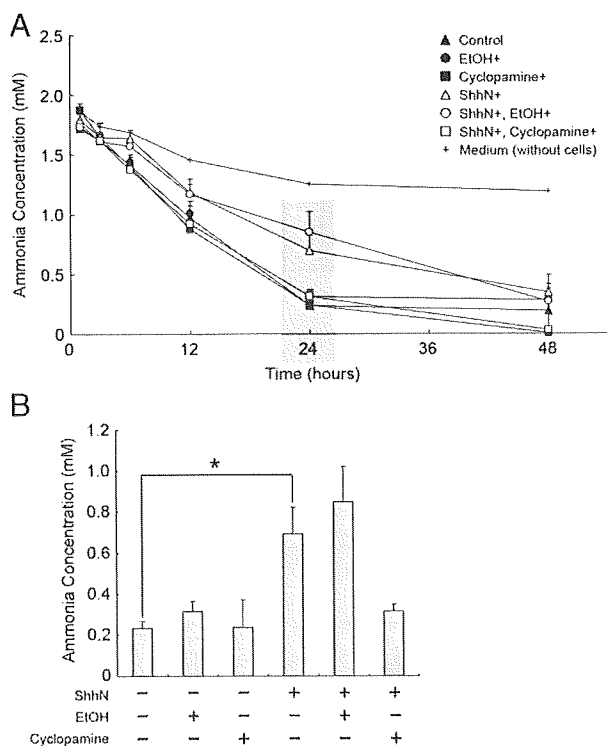 A
2.5
2.0
1.5
1.0
0.5
0
Ammonia Concentration (mM)
0 12 24 36 48
Time (hours)
Control
EtOH+
Cyclopamine+
ShhN+
ShhN+, EtOH+
ShhN+, Cyclopamine+
Medium (without cells)
B
1.2
1.0
0.8
0.6
0.4
0.2
0
Ammonia Concentration (mM)
*
ShhN − − − + + +
EtOH − + − − + −
Cyclopamine − − + − − +